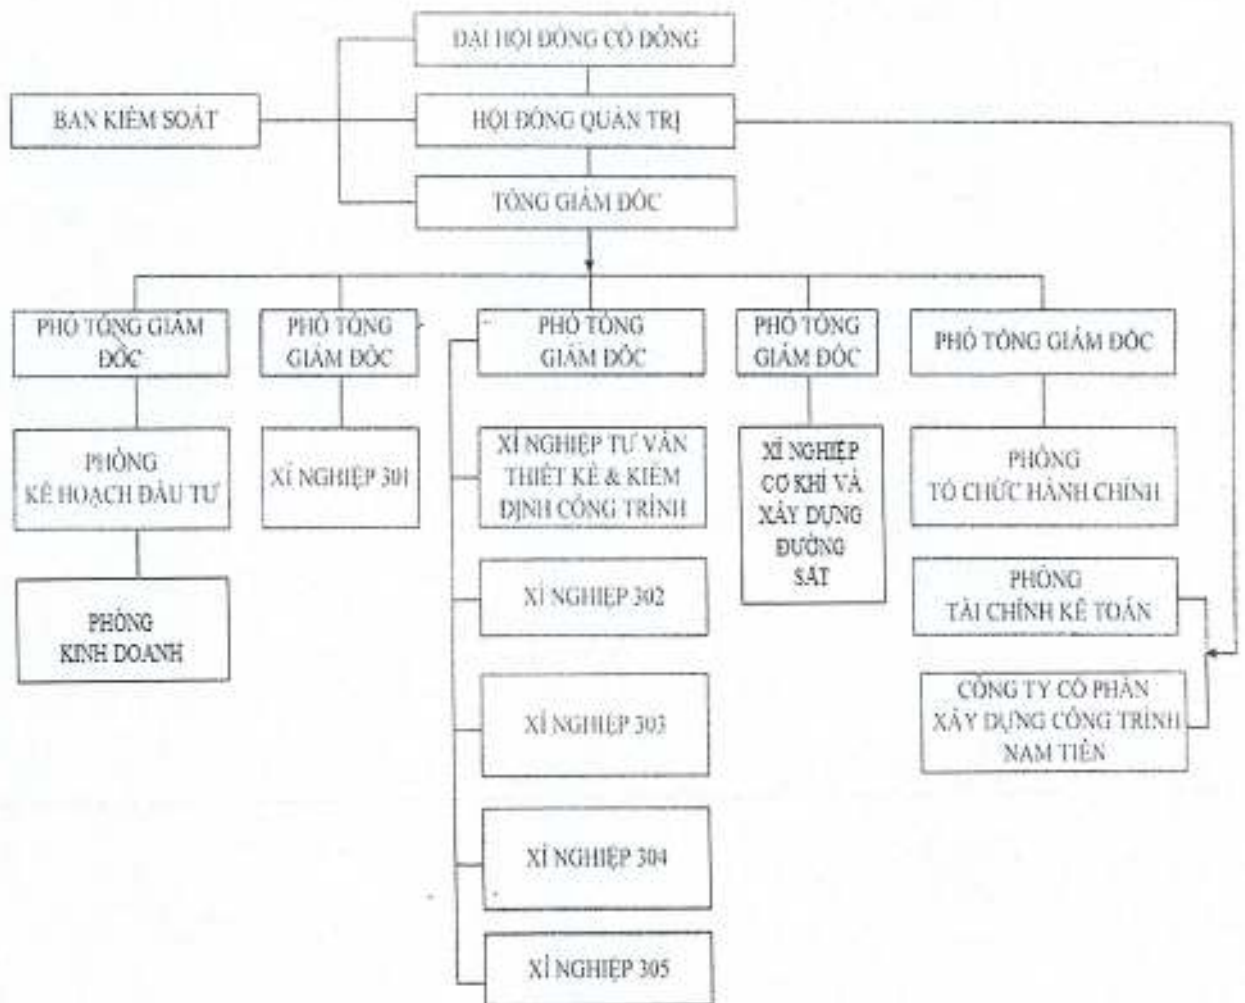 ĐẠI HỘI ĐỒNG CỔ ĐÔNG
BAN KIỂM SOÁT
HỘI ĐỒNG QUẢN TRỊ
TỔNG GIÁM ĐỐC
PHÓ TỔNG GIÁM
ĐỐC
PHÓ TỔNG
GIÁM ĐỐC
PHÓ TỔNG
GIÁM ĐỐC
PHÓ TỔNG
GIÁM ĐỐC
PHÓ TỔNG GIÁM ĐỐC
PHÒNG
KẾ HOẠCH ĐẦU TƯ
XÍ NGHIỆP 301
XÍ NGHIỆP TƯ VẤN
THIẾT KẾ & KIỂM
ĐỊNH CÔNG TRÌNH
XÍ NGHIỆP
CƠ KHÍ VÀ
XÂY DỰNG
ĐƯỜNG
SẮT
PHÒNG
TỔ CHỨC HÀNH CHÍNH
PHÒNG
KINH DOANH
XÍ NGHIỆP 302
PHÒNG
TÀI CHÍNH KẾ TOÁN
XÍ NGHIỆP 303
CÔNG TY CỔ PHẦN
XÂY DỰNG CÔNG TRÌNH
NAM TIẾN
XÍ NGHIỆP 304
XÍ NGHIỆP 305